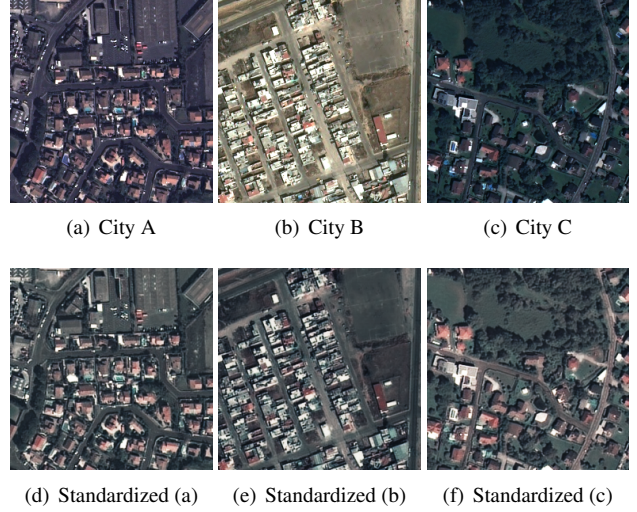 (a) City A
(b) City B
(c) City C
(d) Standardized (a)
(e) Standardized (b)
(f) Standardized (c)